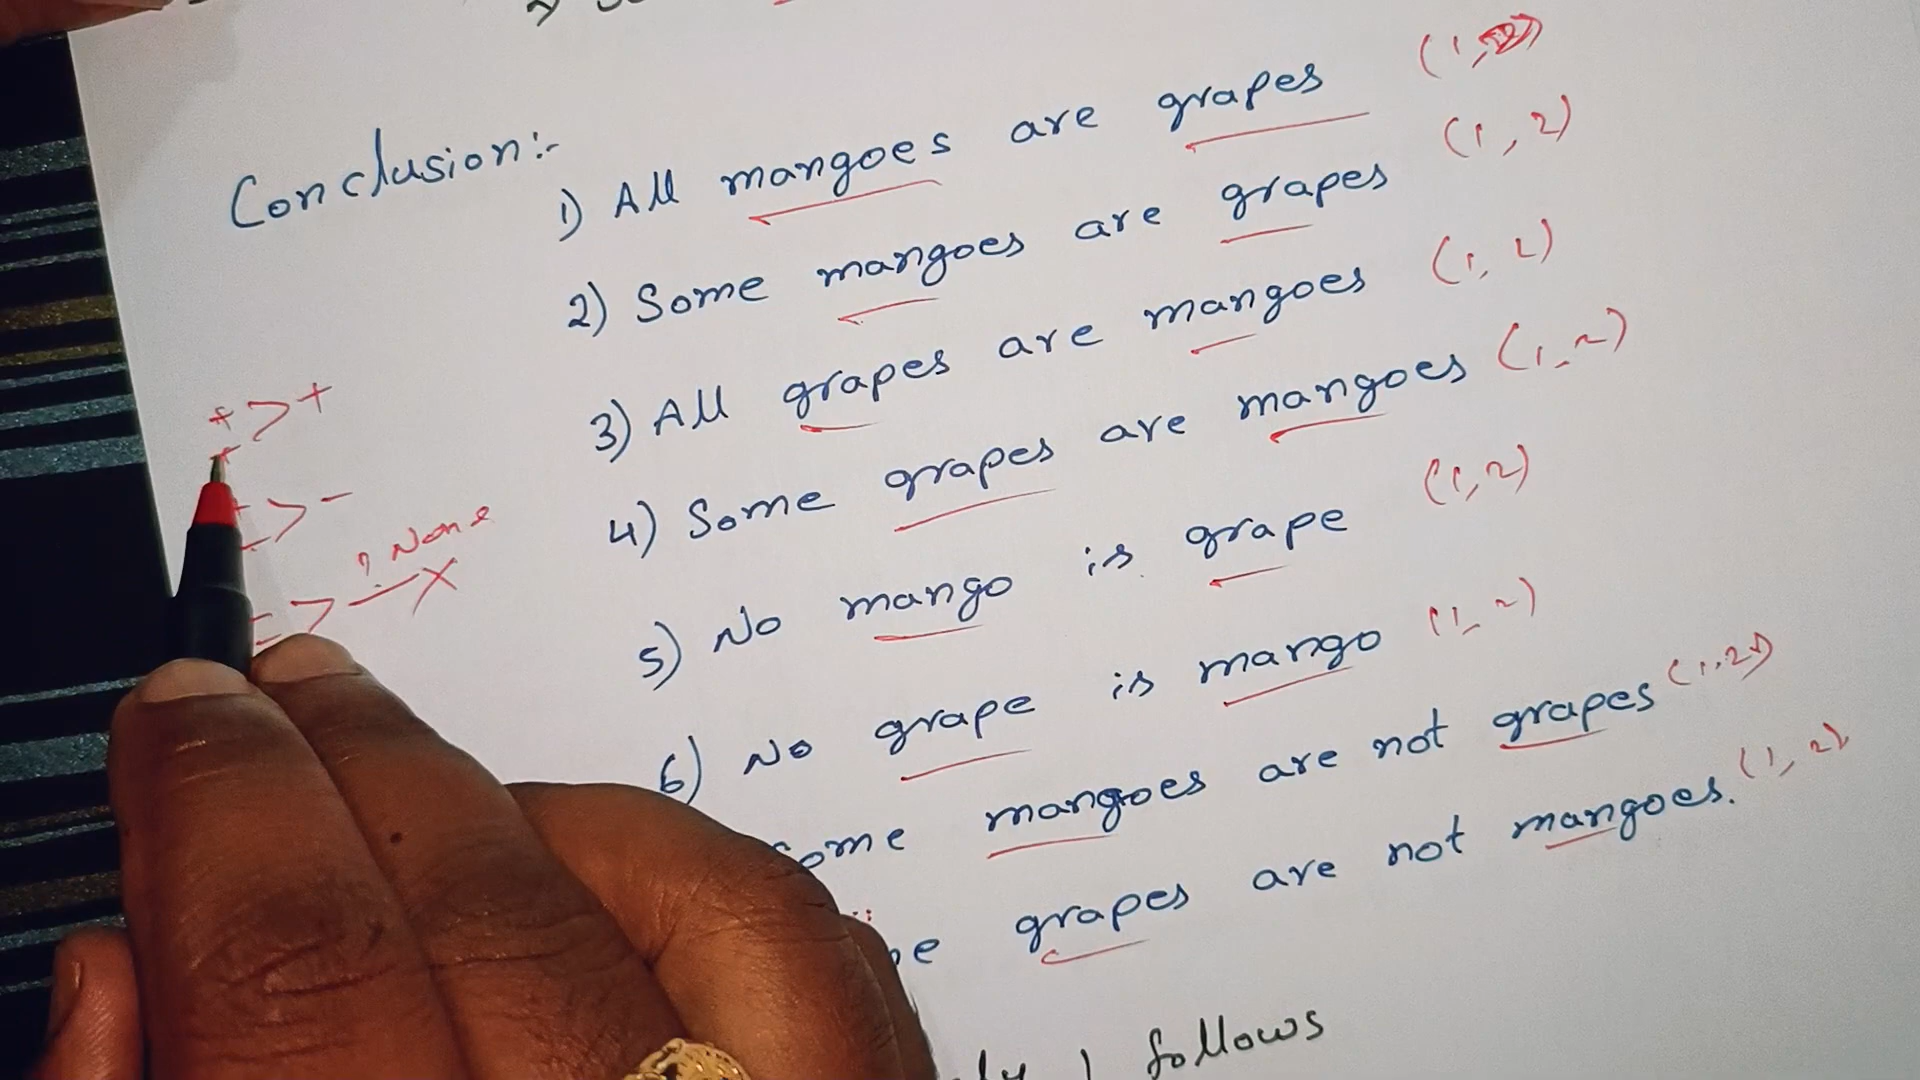 Conclusion:-
1) All mangoes are grapes (1,
2) Some mangoes are grapes (1, 2)
3) All grapes are mangoes (1, 2)
4) Some grapes are mangoes (1, 2)
5) No mango is grape (1, 2)
6) No grape is mango (1, 2)
Some mangoes are not grapes (1, 2)
grapes are not mangoes. (1, 2)
+ > +
+
+ > -
-
> ? None
X
1 follows